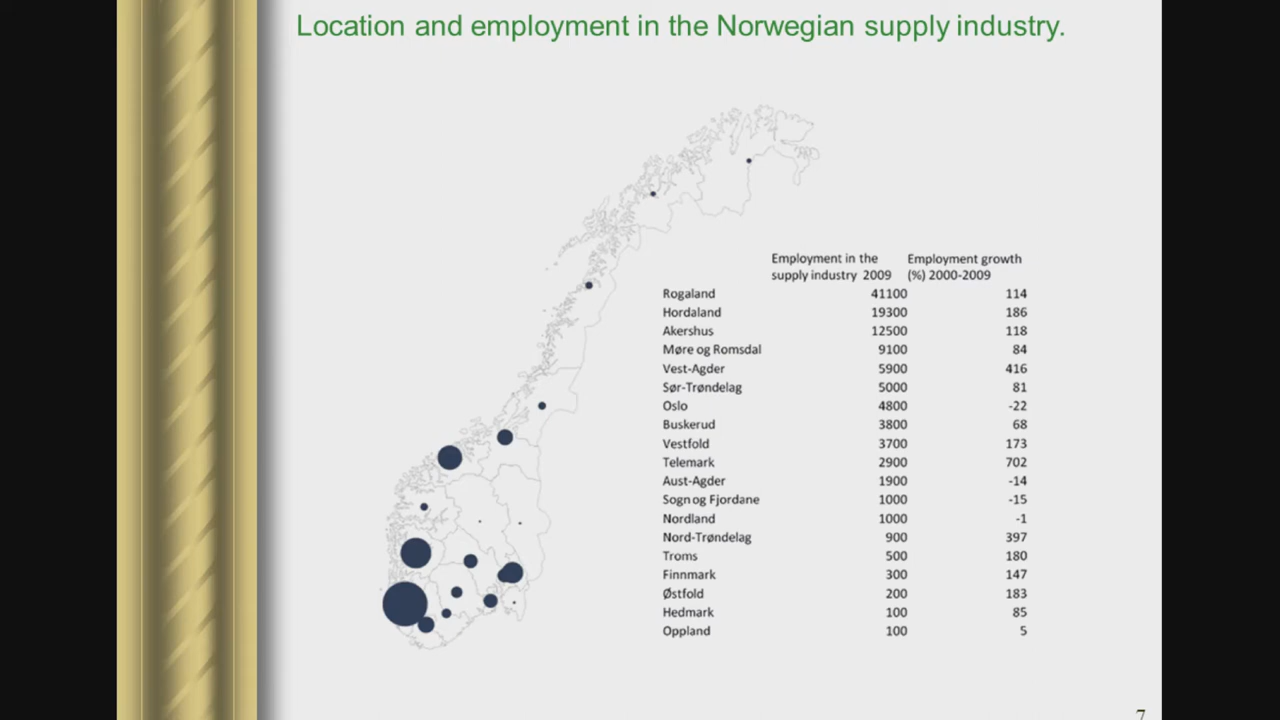 Location and employment in the Norwegian supply industry.
Employment in the Employment growth
supply industry 2009 (%) 2000-2009
Rogaland 41100 114
Hordaland 19300 186
Akershus 12500 118
Møre og Romsdal 9100 84
Vest-Agder 5900 416
Sør-Trøndelag 5000 81
Oslo 4800 -22
Buskerud 3800 68
Vestfold 3700 173
Telemark 2900 702
Aust-Agder 1900 -14
Sogn og Fjordane 1000 -15
Nordland 1000 -1
Nord-Trøndelag 900 397
Troms 500 180
Finnmark 300 147
Østfold 200 183
Hedmark 100 85
Oppland 100 5
7